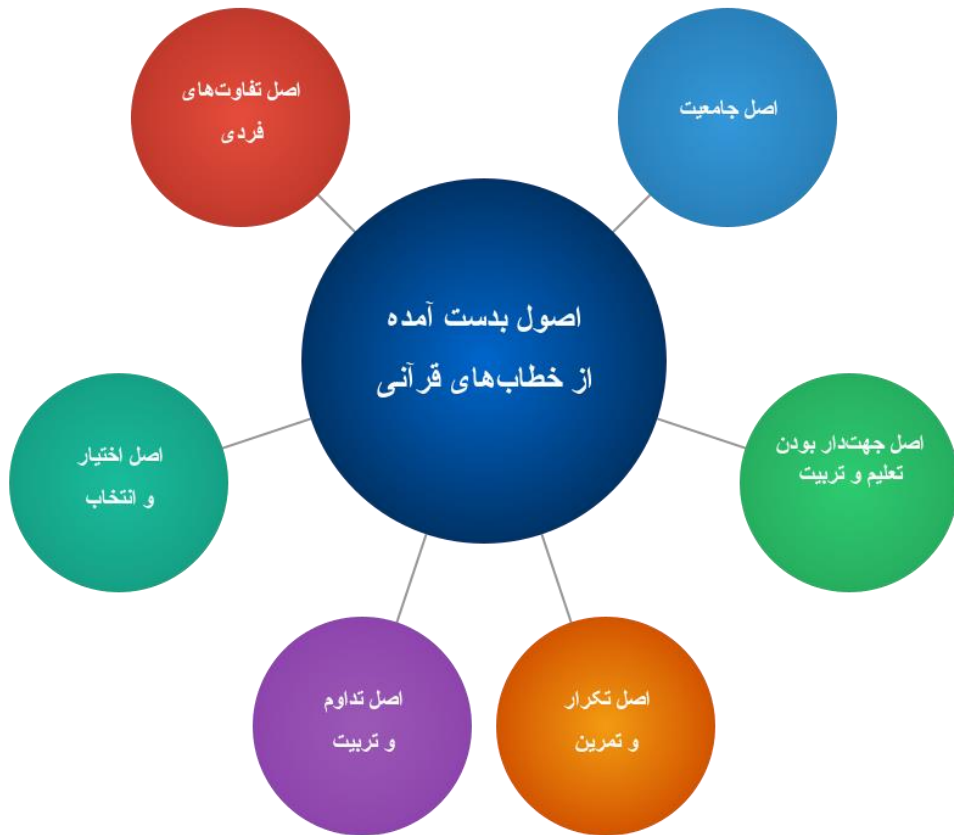 اصول بدست آمده
از خطاب‌های قرآنی
اصل جامعیت
اصل جهت‌دار بودن
تعلیم و تربیت
اصل تکرار
و تمرین
اصل تداوم
و تربیت
اصل اختیار
و انتخاب
اصل تفاوت‌های
فردی